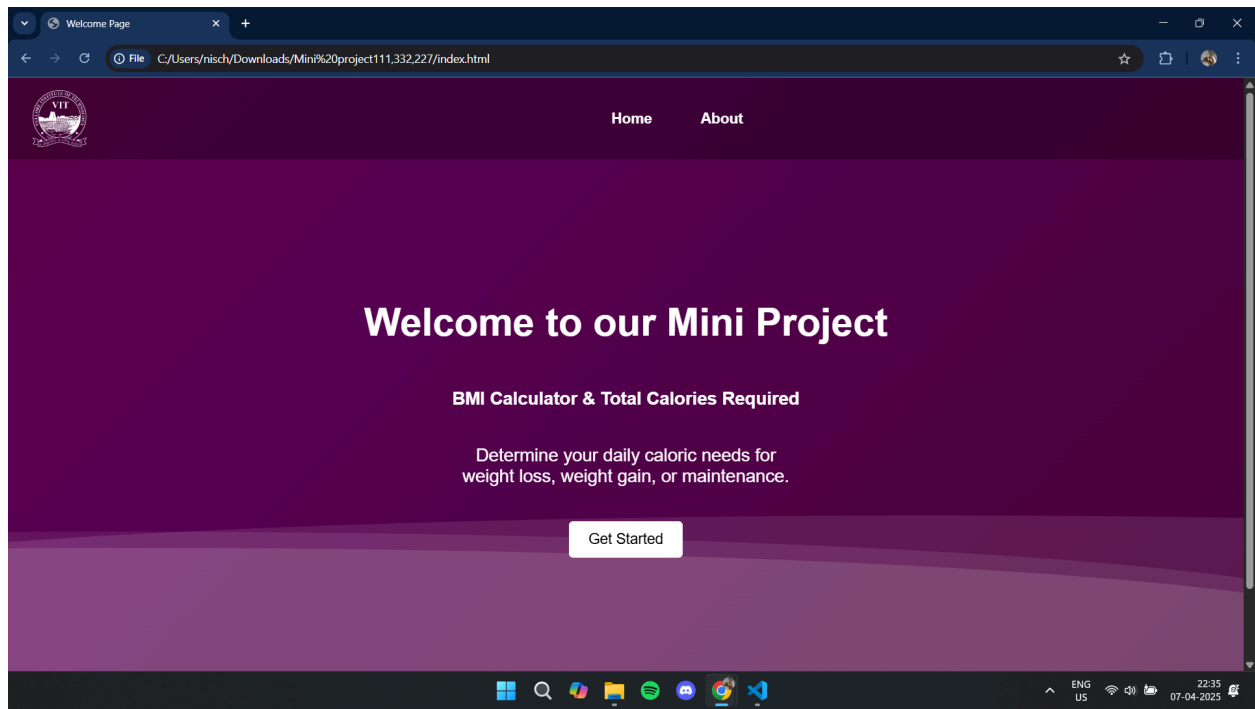 Welcome Page
File C:/Users/nisch/Downloads/Mini%20project111,332,227/index.html
VIT
Home About
Welcome to our Mini Project
BMI Calculator & Total Calories Required
Determine your daily caloric needs for
weight loss, weight gain, or maintenance.
Get Started
ENG
US
22:35
07-04-2025